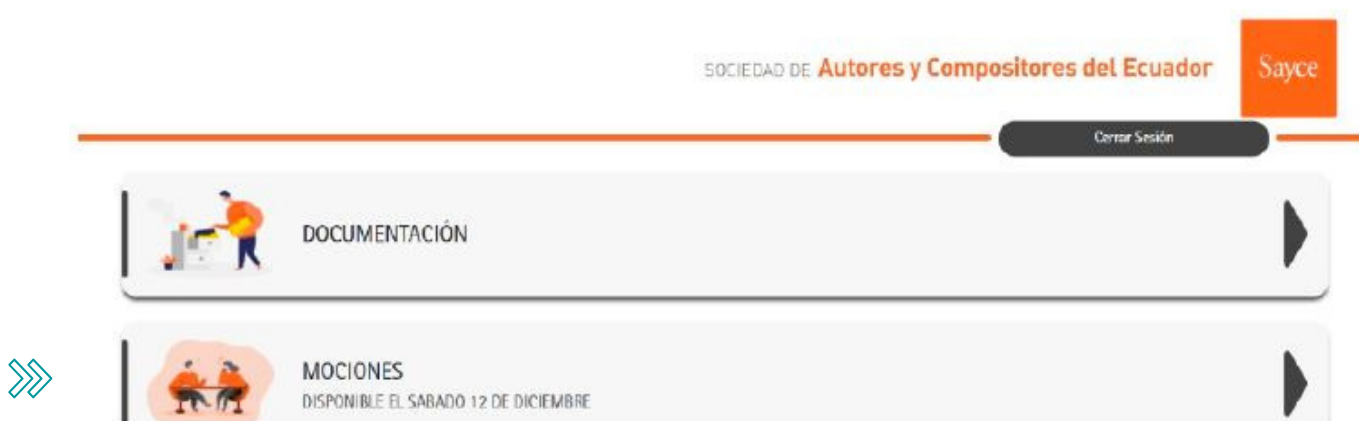 SOCIEDAD DE Autores y Compositores del Ecuador
Sayce
Cerrar Sesión
DOCUMENTACIÓN
MOCIONES
DISPONIBLE EL SABADO 12 DE DICIEMBRE